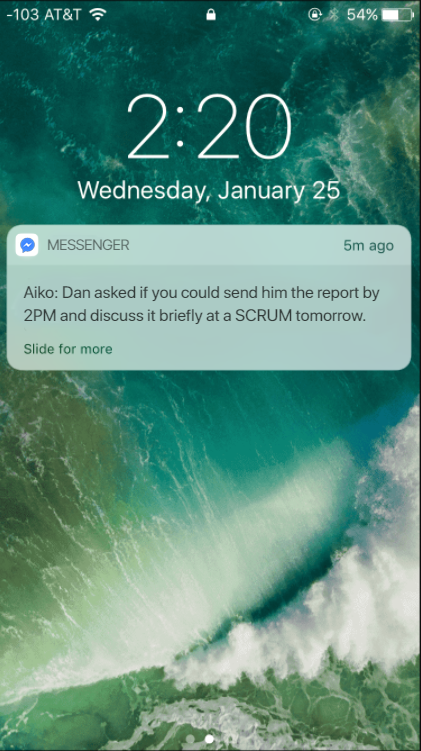 -103 AT&T 54%
2:20
Wednesday, January 25
MESSENGER 5m ago
Aiko: Dan asked if you could send him the report by
2PM and discuss it briefly at a SCRUM tomorrow.
Slide for more